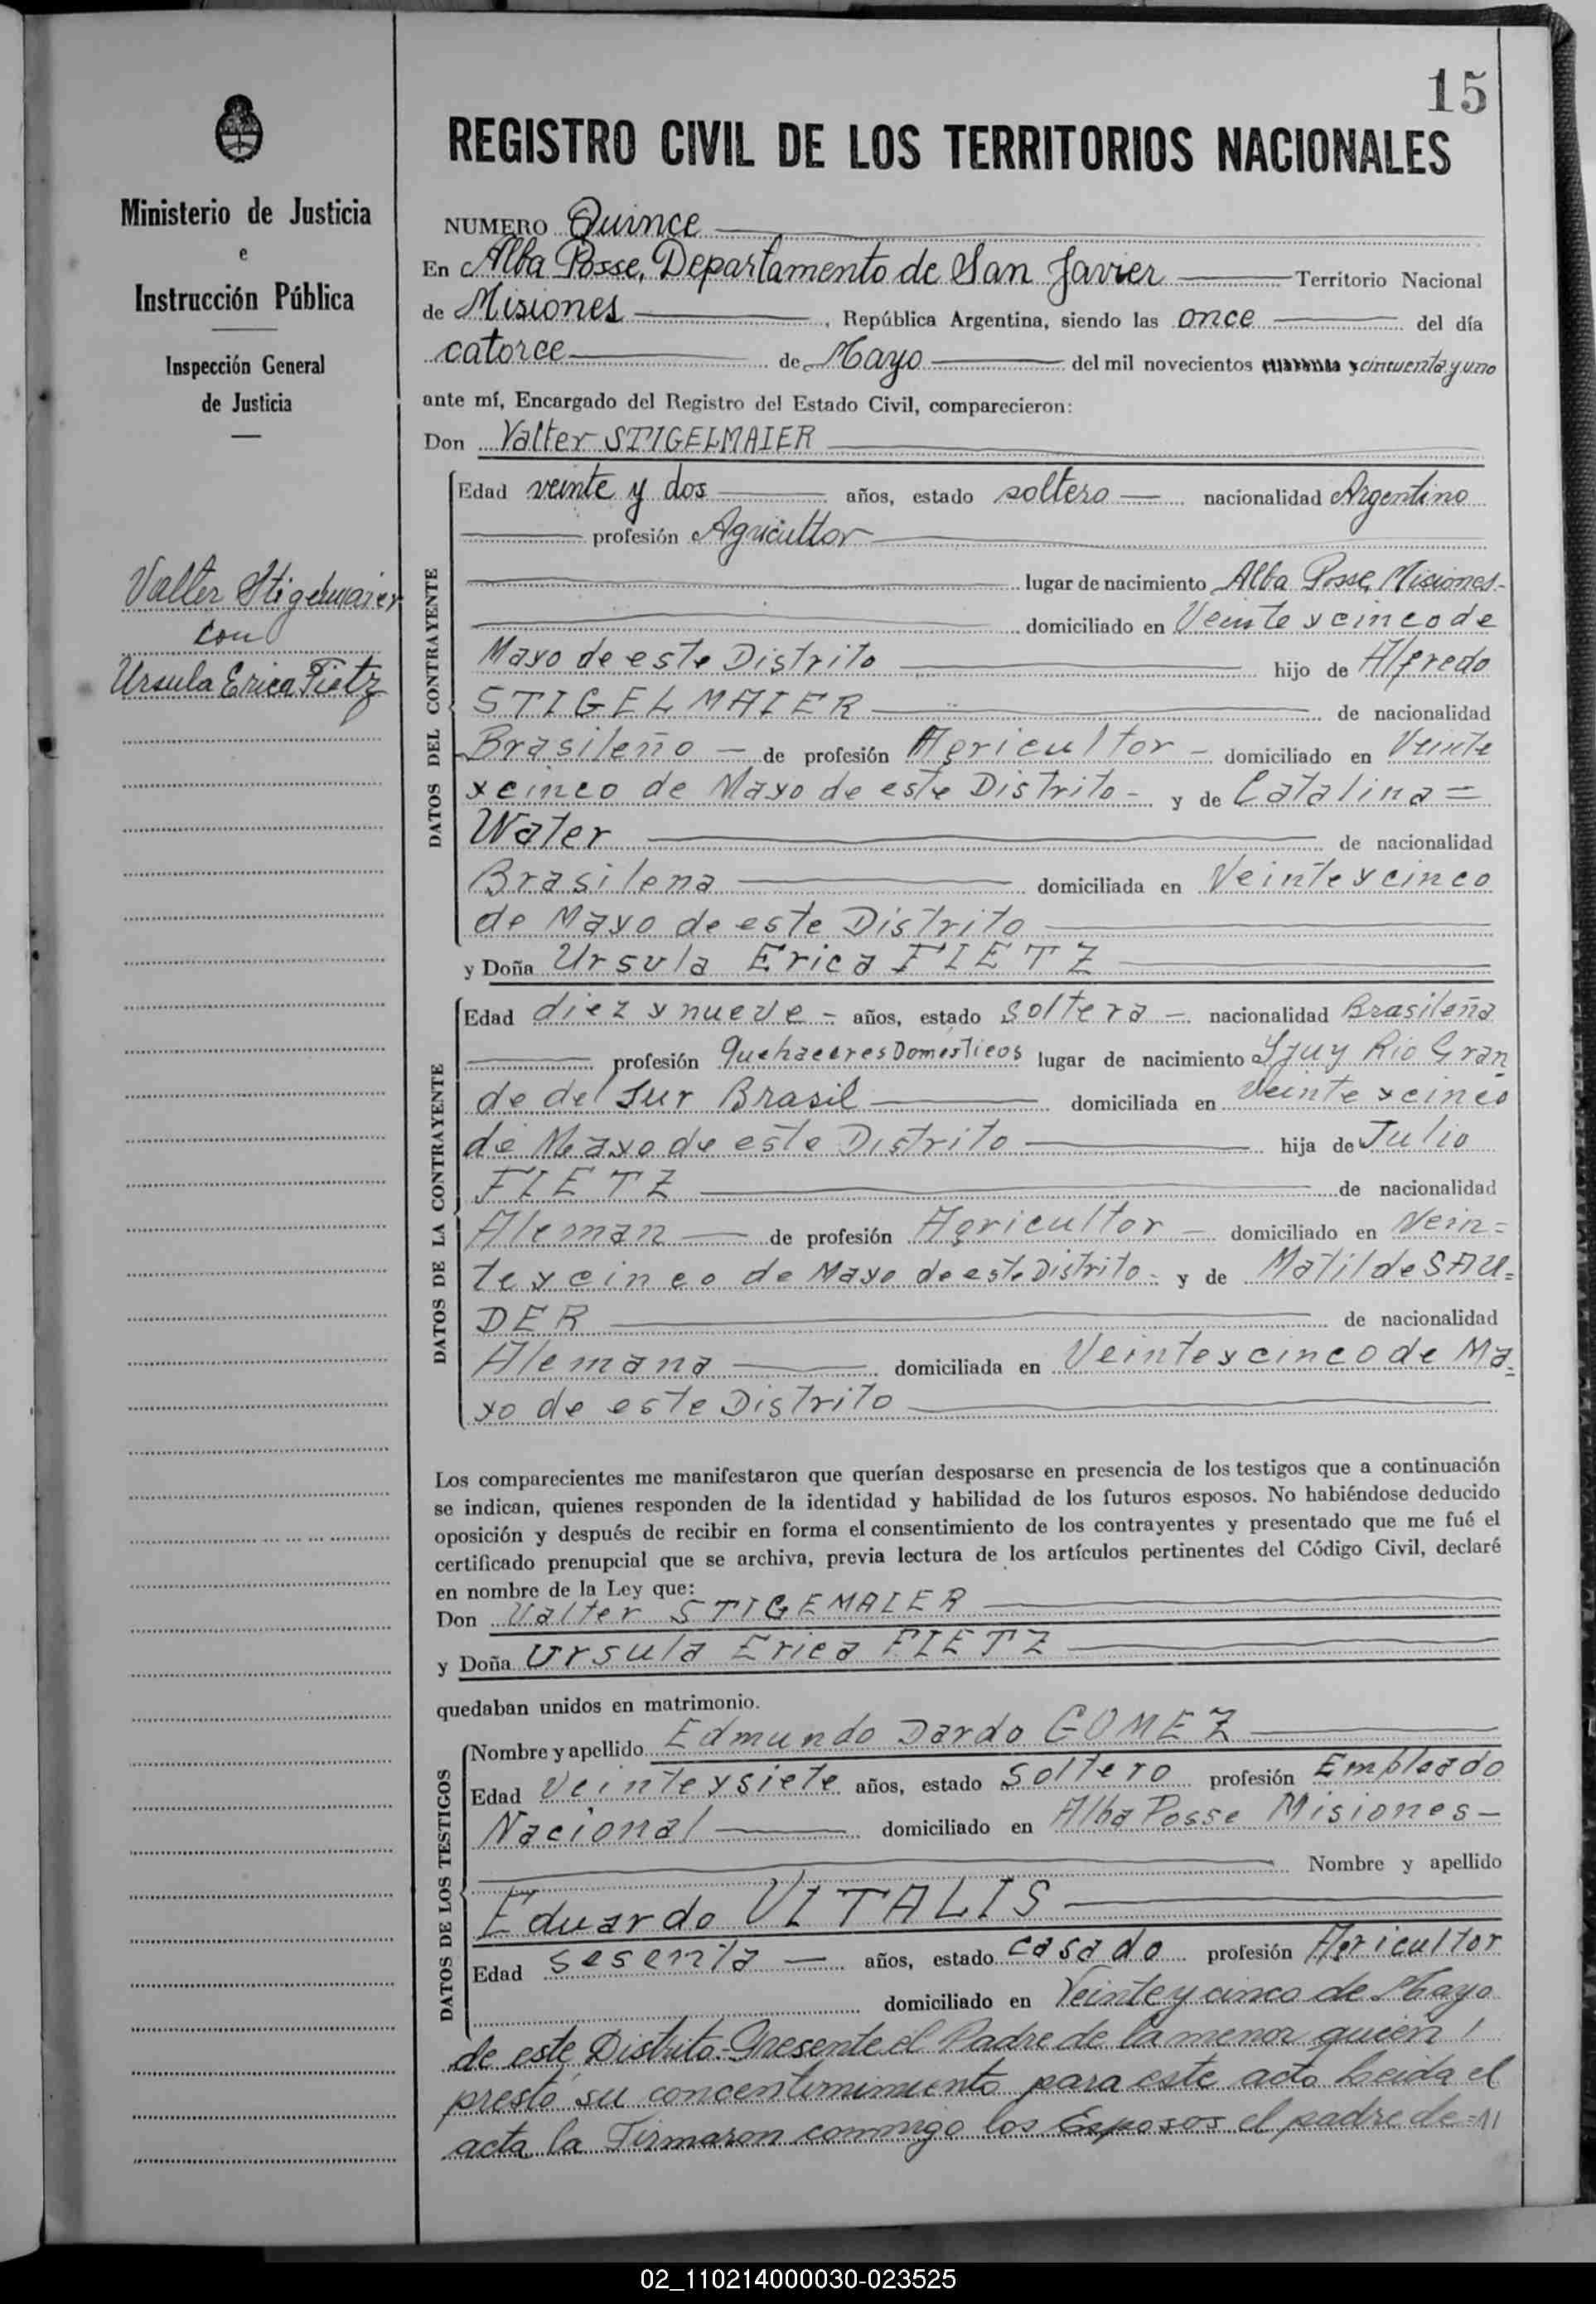 15
REGISTRO CIVIL DE LOS TERRITORIOS NACIONALES
Ministerio de Justicia
e
Instrucción Pública
Inspección General
de Justicia
Valter Stigelmaier
con
Ursula Erica Fietz
NUMERO Quince
En Alba Posse, Departamento de San Javier Territorio Nacional
de Misiones, República Argentina, siendo las once del día
catorce de Mayo del mil novecientos cuarenta y cincuenta y uno
ante mí, Encargado del Registro del Estado Civil, comparecieron:
Don Valter STIGELMAIER
DATOS DEL CONTRAYENTE
Edad veinte y dos años, estado soltero nacionalidad Argentino
profesión Agricultor
lugar de nacimiento Alba Posse, Misiones-
domiciliado en Veinte y cinco de
Mayo de este Distrito hijo de Alfredo
STIGELMAIER de nacionalidad
Brasileño - de profesión Agricultor - domiciliado en Veinte
y cinco de Mayo de este Distrito - y de Catalina =
Water de nacionalidad
Brasilena domiciliada en Veinte y cinco
de Mayo de este Distrito
y Doña Ursula Erica FIETZ
DATOS DE LA CONTRAYENTE
Edad diez y nueve - años, estado soltera - nacionalidad Brasileña
profesión Quehaceres Domésticos lugar de nacimiento Ijuy Rio Gran
de del Sur Brasil domiciliada en Veinte y cinco
de Mayo de este Distrito hija de Julio
FIETZ de nacionalidad
Aleman de profesión Agricultor - domiciliado en Vein=
te y cinco de Mayo de este Distrito - y de Matilde SAU=
DER de nacionalidad
Alemana domiciliada en Veinte y cinco de Ma=
yo de este Distrito
Los comparecientes me manifestaron que querían desposarse en presencia de los testigos que a continuación
se indican, quienes responden de la identidad y habilidad de los futuros esposos. No habiéndose deducido
oposición y después de recibir en forma el consentimiento de los contrayentes y presentado que me fué el
certificado prenupcial que se archiva, previa lectura de los artículos pertinentes del Código Civil, declaré
en nombre de la Ley que:
Don Valter STIGEMAIER
y Doña Ursula Erica FIETZ
quedaban unidos en matrimonio.
DATOS DE LOS TESTIGOS
Nombre y apellido Edmundo Dardo GOMEZ
Edad Veinte y siete años, estado Soltero profesión Empleado
Nacional domiciliado en Alba Posse Misiones -
Nombre y apellido
Eduardo VITALIS
Edad sesenta años, estado casado profesión Agricultor
domiciliado en Veinte y cinco de Mayo
de este Distrito.- Presente el Padre de la menor quién
prestó su concentimimiento para este acto Leida el
acta la Firmaron conmigo los Esposos el padre de =//
02_110214000030-023525